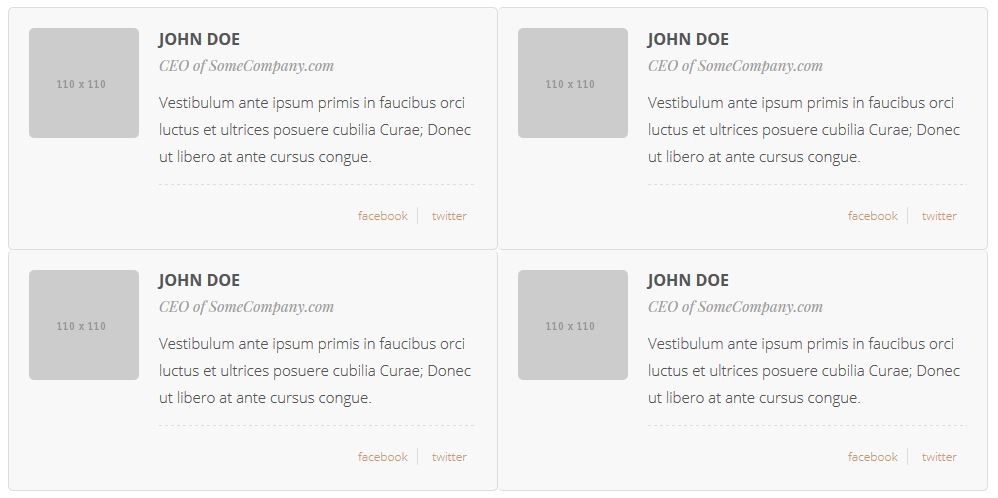 110 x 110
JOHN DOE
CEO of SomeCompany.com
Vestibulum ante ipsum primis in faucibus orci
luctus et ultrices posuere cubilia Curae; Donec
ut libero at ante cursus congue.
facebook
twitter
110 x 110
JOHN DOE
CEO of SomeCompany.com
Vestibulum ante ipsum primis in faucibus orci
luctus et ultrices posuere cubilia Curae; Donec
ut libero at ante cursus congue.
facebook
twitter
110 x 110
JOHN DOE
CEO of SomeCompany.com
Vestibulum ante ipsum primis in faucibus orci
luctus et ultrices posuere cubilia Curae; Donec
ut libero at ante cursus congue.
facebook
twitter
110 x 110
JOHN DOE
CEO of SomeCompany.com
Vestibulum ante ipsum primis in faucibus orci
luctus et ultrices posuere cubilia Curae; Donec
ut libero at ante cursus congue.
facebook
twitter